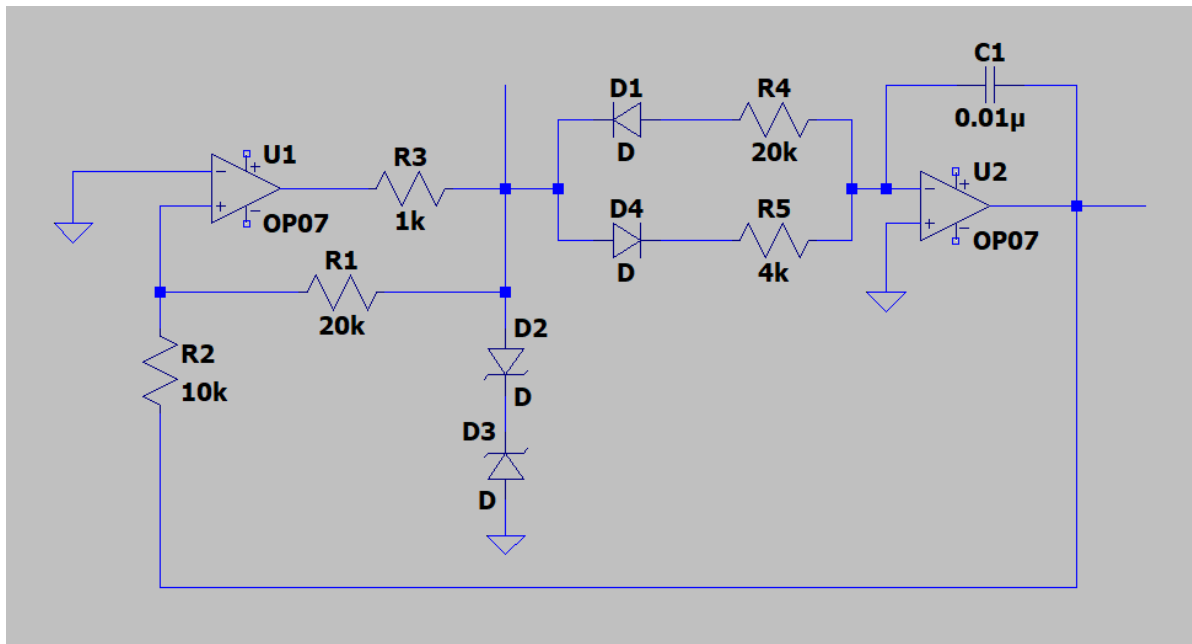 C1
0.01µ
D1
D
R4
20k
U1
-
+
+
-
OP07
R3
1k
D4
D
R5
4k
U2
-
+
+
-
OP07
R1
20k
R2
10k
D2
D
D3
D